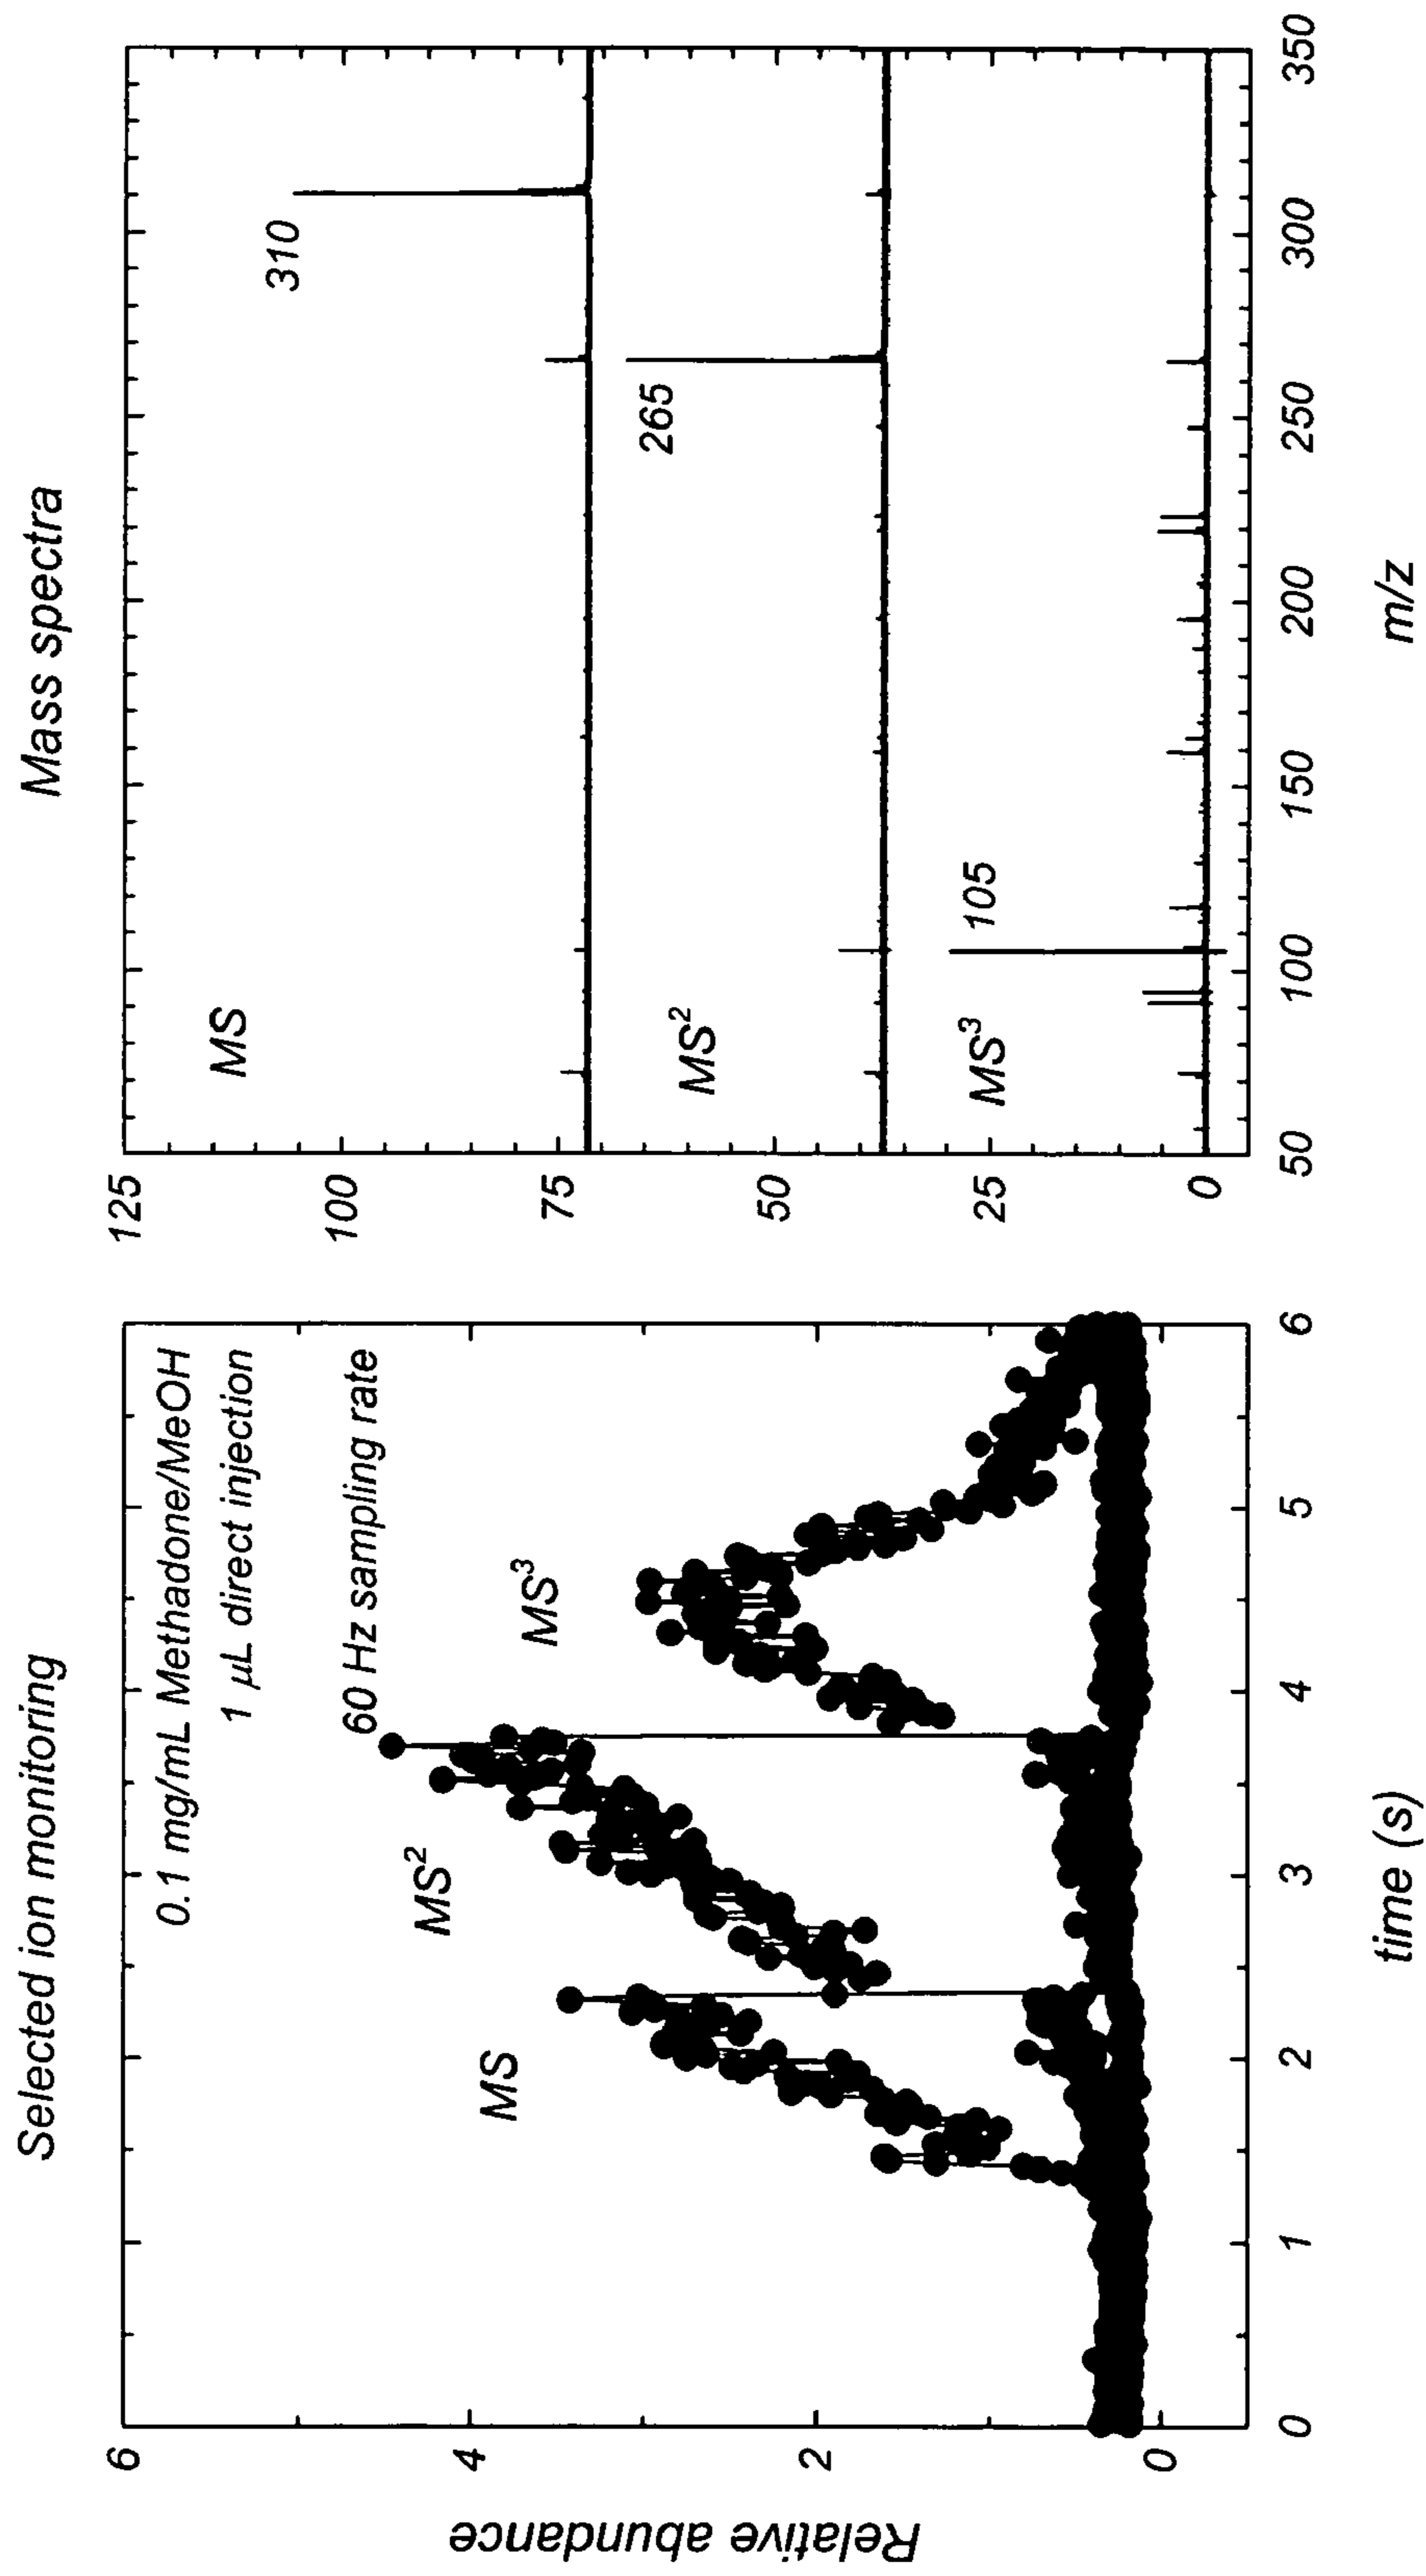 Selected ion monitoring
0.1 mg/mL Methadone/MeOH
1 μL direct injection
60 Hz sampling rate
MS
MS²
MS³
6
4
2
0
Relative abundance
0 1 2 3 4 5 6
time (s)
Mass spectra
MS
310
MS²
265
MS³
105
125
100
75
50
25
0
50 100 150 200 250 300 350
m/z